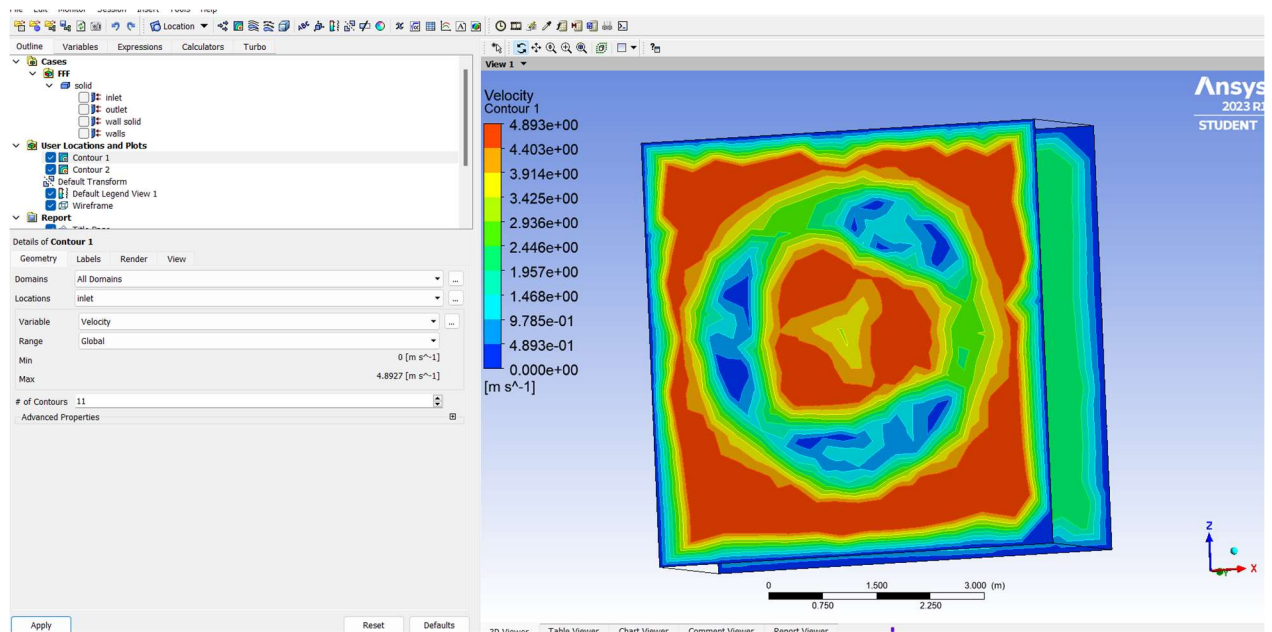 Location
Outline Variables Expressions Calculators Turbo
Cases
FFF
solid
inlet
outlet
wall solid
walls
User Locations and Plots
Contour 1
Contour 2
Default Transform
Default Legend View 1
Wireframe
Report
Details of Contour 1
Geometry Labels Render View
Domains All Domains ...
Locations inlet ...
Variable Velocity ...
Range Global
Min 0 [m s^-1]
Max 4.8927 [m s^-1]
# of Contours 11
Advanced Properties
Apply Reset Defaults
View 1
Velocity
Contour 1
4.893e+00
4.403e+00
3.914e+00
3.425e+00
2.936e+00
2.446e+00
1.957e+00
1.468e+00
9.785e-01
4.893e-01
0.000e+00
[m s^-1]
Ansys
2023 R1
STUDENT
0 1.500 3.000 (m)
0.750 2.250
Z
Y X
3D Viewer Table Viewer Chart Viewer Comment Viewer Report Viewer